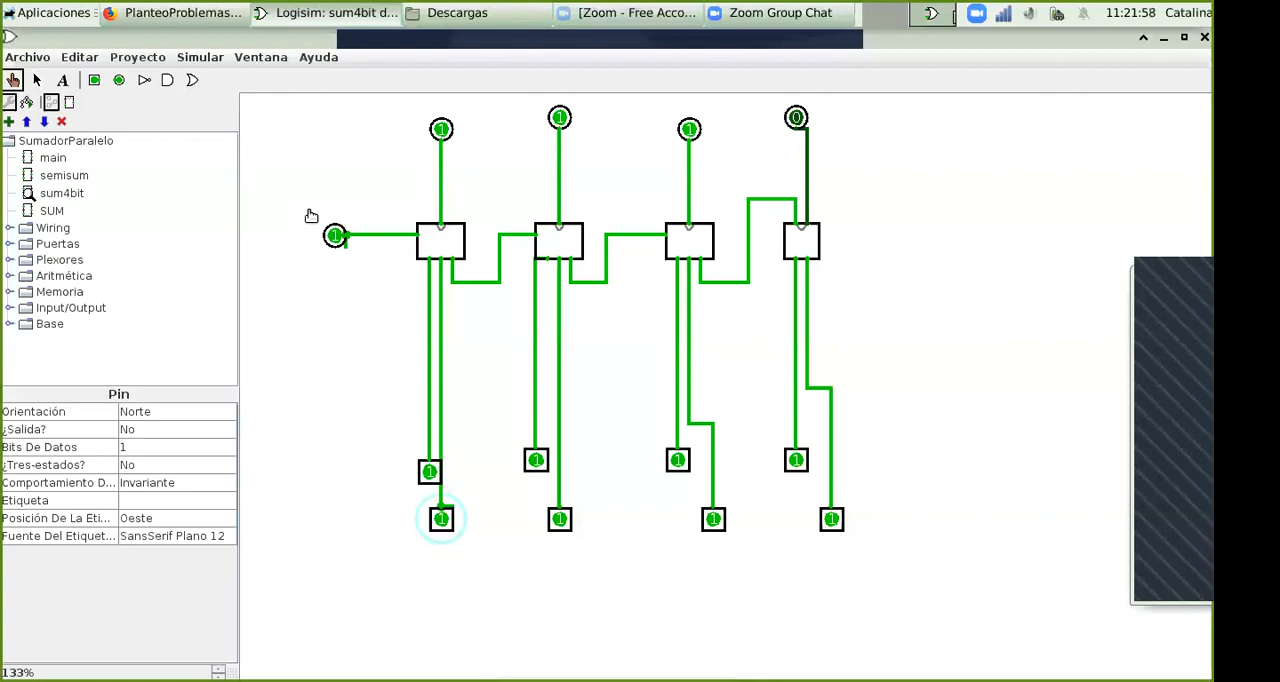 Aplicaciones
PlanteoProblemas...
Logisim: sum4bit d...
Descargas
[Zoom - Free Acco...
Zoom Group Chat
11:21:58
Catalina
Archivo
Editar
Proyecto
Simular
Ventana
Ayuda
A
SumadorParalelo
main
semisum
sum4bit
SUM
Wiring
Puertas
Plexores
Aritmética
Memoria
Input/Output
Base
Pin
Orientación Norte
¿Salida? No
Bits De Datos 1
¿Tres-estados? No
Comportamiento D... Invariante
Etiqueta
Posición De La Eti... Oeste
Fuente Del Etiquet... SansSerif Plano 12
133%
1 1 1 0
1
1 1 1 1
1 1 1 1